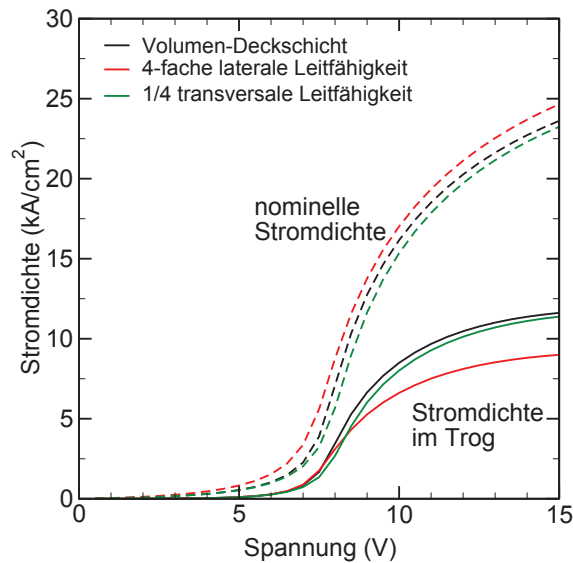 30
25
20
15
10
5
0
Stromdichte (kA/cm²)
Volumen-Deckschicht
4-fache laterale Leitfähigkeit
1/4 transversale Leitfähigkeit
nominelle
Stromdichte
Stromdichte
im Trog
0
5
10
15
Spannung (V)